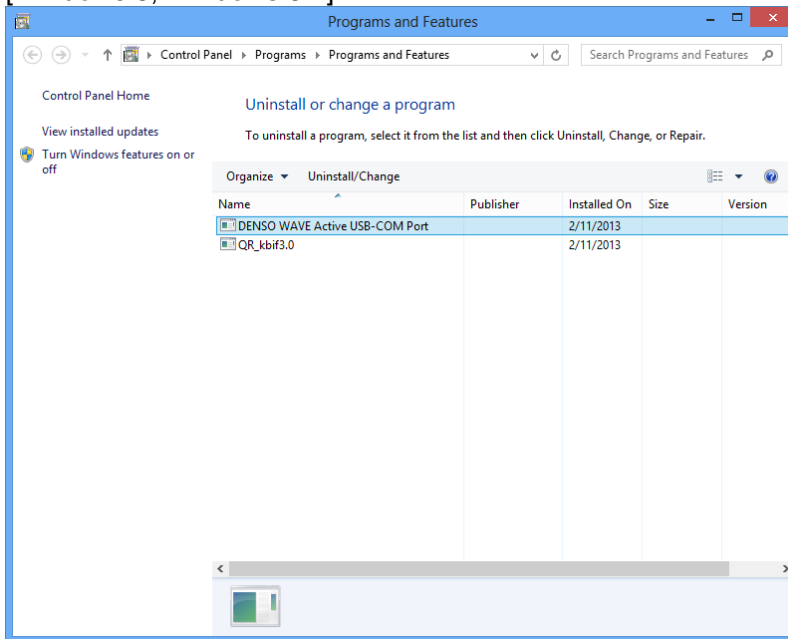 Programs and Features
Control Panel Programs Programs and Features Search Programs and Features
Control Panel Home
View installed updates
Turn Windows features on or
off
Uninstall or change a program
To uninstall a program, select it from the list and then click Uninstall, Change, or Repair.
Organize Uninstall/Change
Name Publisher Installed On Size Version
DENSO WAVE Active USB-COM Port 2/11/2013
QR_kbif3.0 2/11/2013